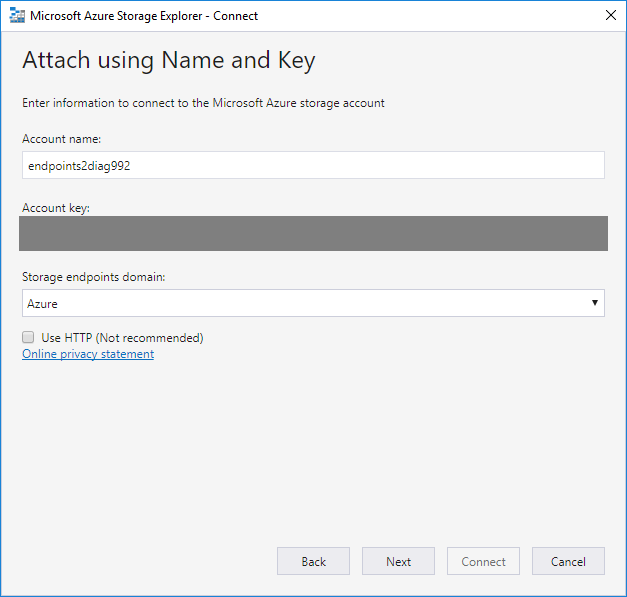 Microsoft Azure Storage Explorer - Connect
Attach using Name and Key
Enter information to connect to the Microsoft Azure storage account
Account name:
endpoints2diag992
Account key:
Storage endpoints domain:
Azure
Use HTTP (Not recommended)
Online privacy statement
Back Next Connect Cancel